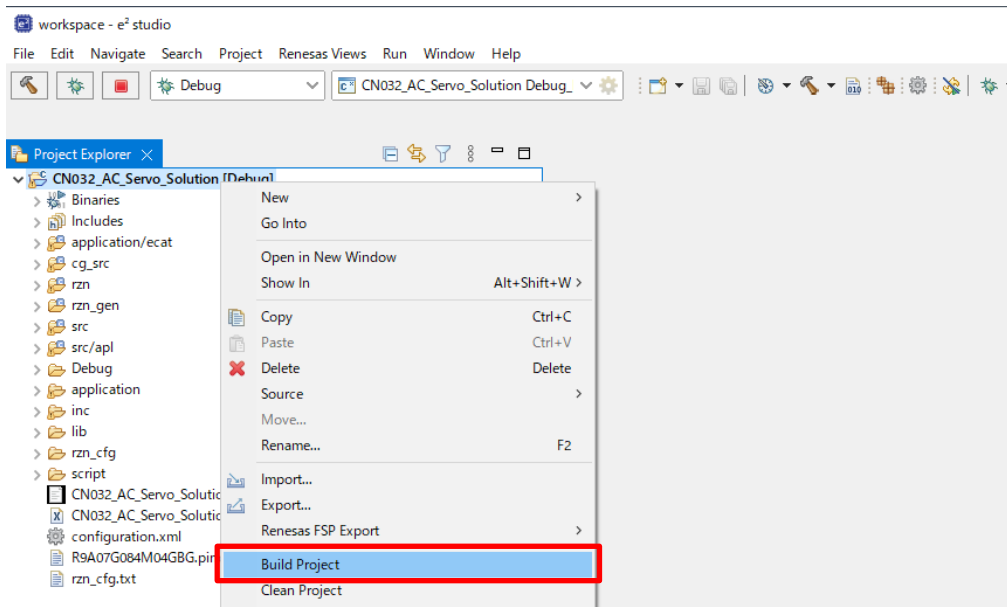 workspace - e² studio
File Edit Navigate Search Project Renesas Views Run Window Help
Debug CN032_AC_Servo_Solution Debug_
010
Project Explorer
CN032_AC_Servo_Solution [Debug]
Binaries
Includes
application/ecat
cg_src
rzn
rzn_gen
src
src/apl
Debug
application
inc
lib
rzn_cfg
script
CN032_AC_Servo_Solutic
CN032_AC_Servo_Solutic
configuration.xml
R9A07G084M04GBG.pin
rzn_cfg.txt
New
Go Into
Open in New Window
Show In Alt+Shift+W >
Copy Ctrl+C
Paste Ctrl+V
Delete Delete
Source
Move...
Rename... F2
Import...
Export...
Renesas FSP Export
Build Project
Clean Project